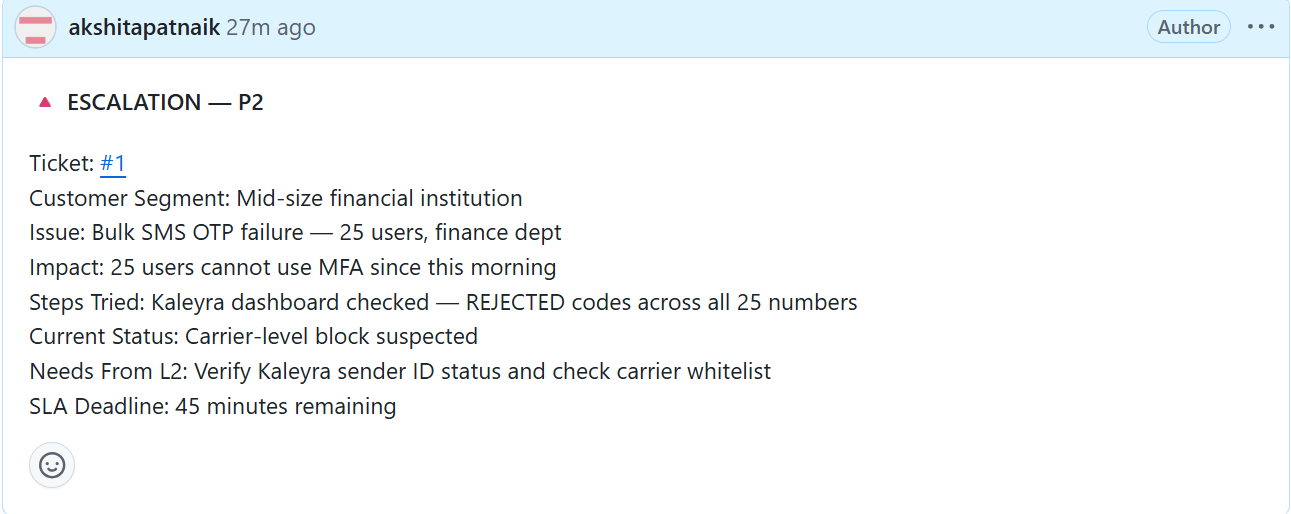 akshitapatnaik 27m ago
Author
ESCALATION — P2
Ticket: #1
Customer Segment: Mid-size financial institution
Issue: Bulk SMS OTP failure — 25 users, finance dept
Impact: 25 users cannot use MFA since this morning
Steps Tried: Kaleyra dashboard checked — REJECTED codes across all 25 numbers
Current Status: Carrier-level block suspected
Needs From L2: Verify Kaleyra sender ID status and check carrier whitelist
SLA Deadline: 45 minutes remaining